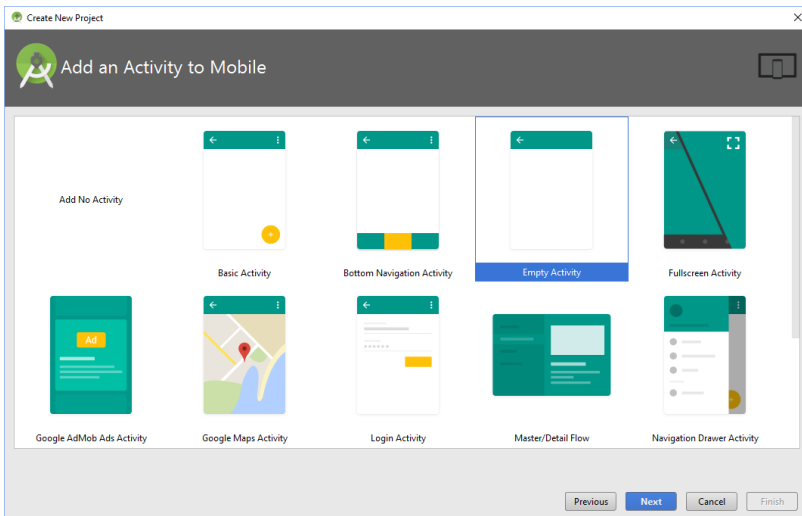 Create New Project
Add an Activity to Mobile
Add No Activity
Basic Activity
Bottom Navigation Activity
Empty Activity
Fullscreen Activity
Ad
Google AdMob Ads Activity
Google Maps Activity
Login Activity
Master/Detail Flow
Navigation Drawer Activity
Previous
Next
Cancel
Finish